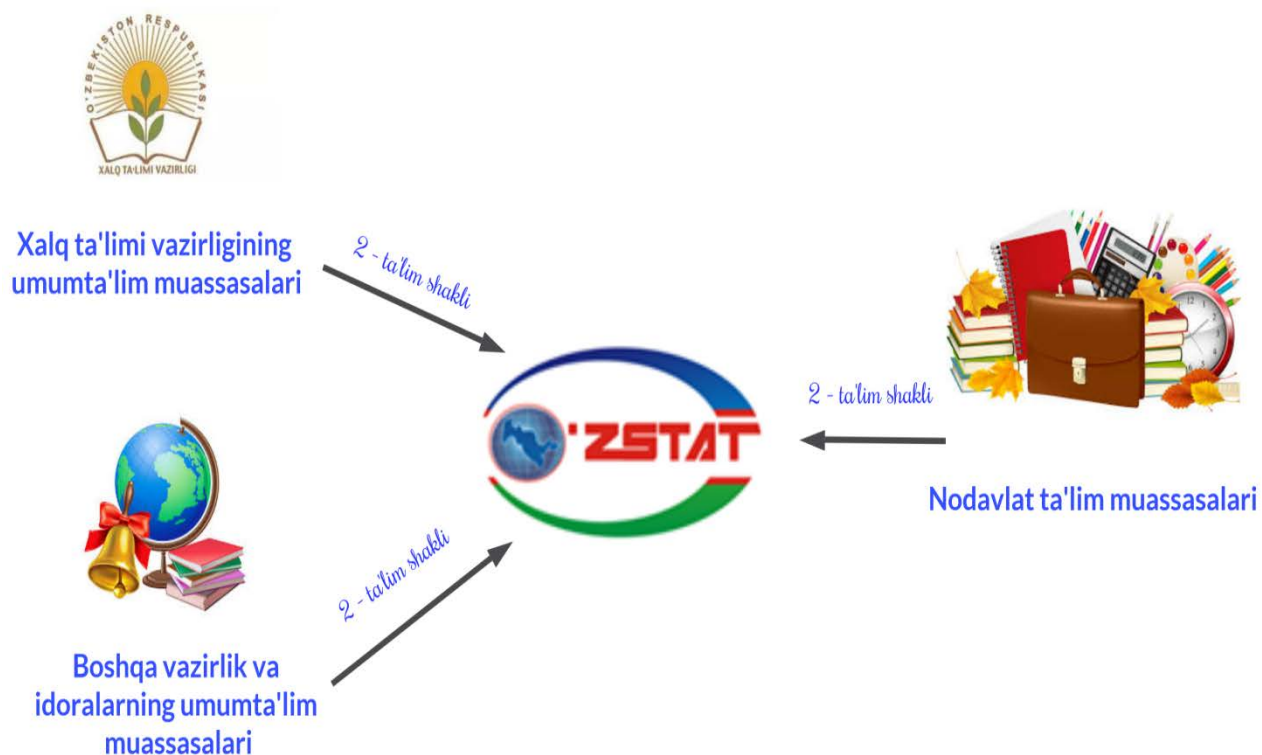 O'ZBEKISTON RESPUBLIKASI
XALQ TA'LIMI VAZIRLIGI
Xalq ta'limi vazirligining
umumta'lim muassasalari
2 - ta'lim shakli
O'ZSTAT
2 - ta'lim shakli
Nodavlat ta'lim muassasalari
2 - ta'lim shakli
Boshqa vazirlik va
idoralarning umumta'lim
muassasalari